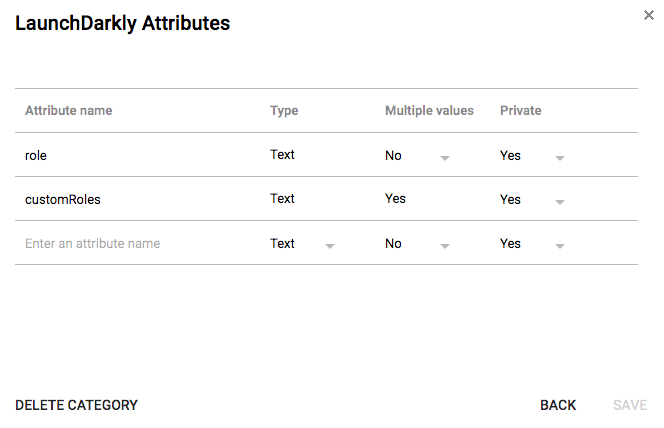 LaunchDarkly Attributes
Attribute name Type Multiple values Private
role Text No Yes
customRoles Text Yes Yes
Enter an attribute name Text No Yes
DELETE CATEGORY BACK SAVE